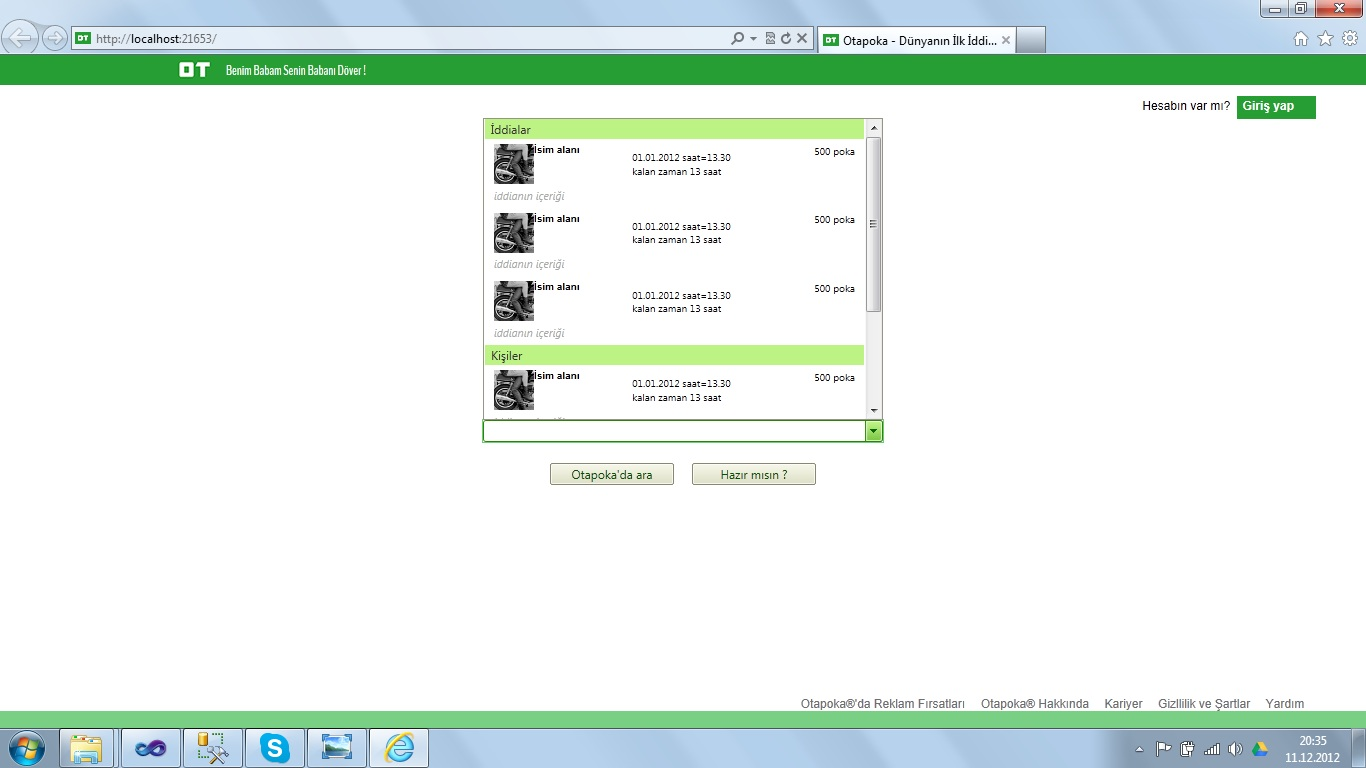 http://localhost:21653/
Otapoka - Dünyanın İlk İddi...
OT
Benim Babam Senin Babanı Döver !
Hesabın var mı?
Giriş yap
İddialar
isim alanı
01.01.2012 saat=13.30
500 poka
kalan zaman 13 saat
iddianın içeriği
isim alanı
01.01.2012 saat=13.30
500 poka
kalan zaman 13 saat
iddianın içeriği
isim alanı
01.01.2012 saat=13.30
500 poka
kalan zaman 13 saat
iddianın içeriği
Kişiler
isim alanı
01.01.2012 saat=13.30
500 poka
kalan zaman 13 saat
Otapoka'da ara
Hazır mısın ?
Otapoka®'da Reklam Fırsatları
Otapoka® Hakkında
Kariyer
Gizllilik ve Şartlar
Yardım
20:35
11.12.2012